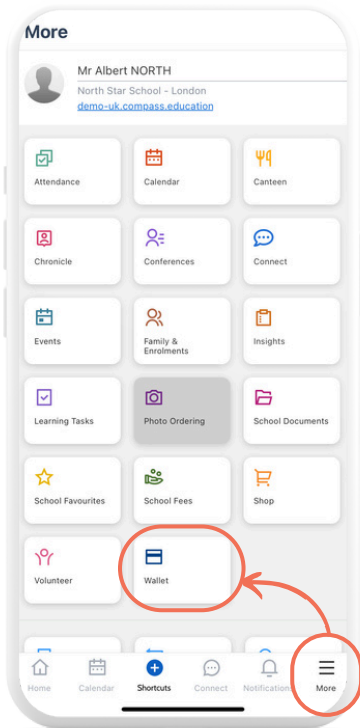 More
Mr Albert NORTH
North Star School - London
demo-uk.compass.education
Attendance
Calendar
Canteen
Chronicle
Conferences
Connect
Events
Family &
Enrolments
Insights
Learning Tasks
Photo Ordering
School Documents
School Favourites
School Fees
Shop
Volunteer
Wallet
Home
Calendar
Shortcuts
Connect
Notifications
More